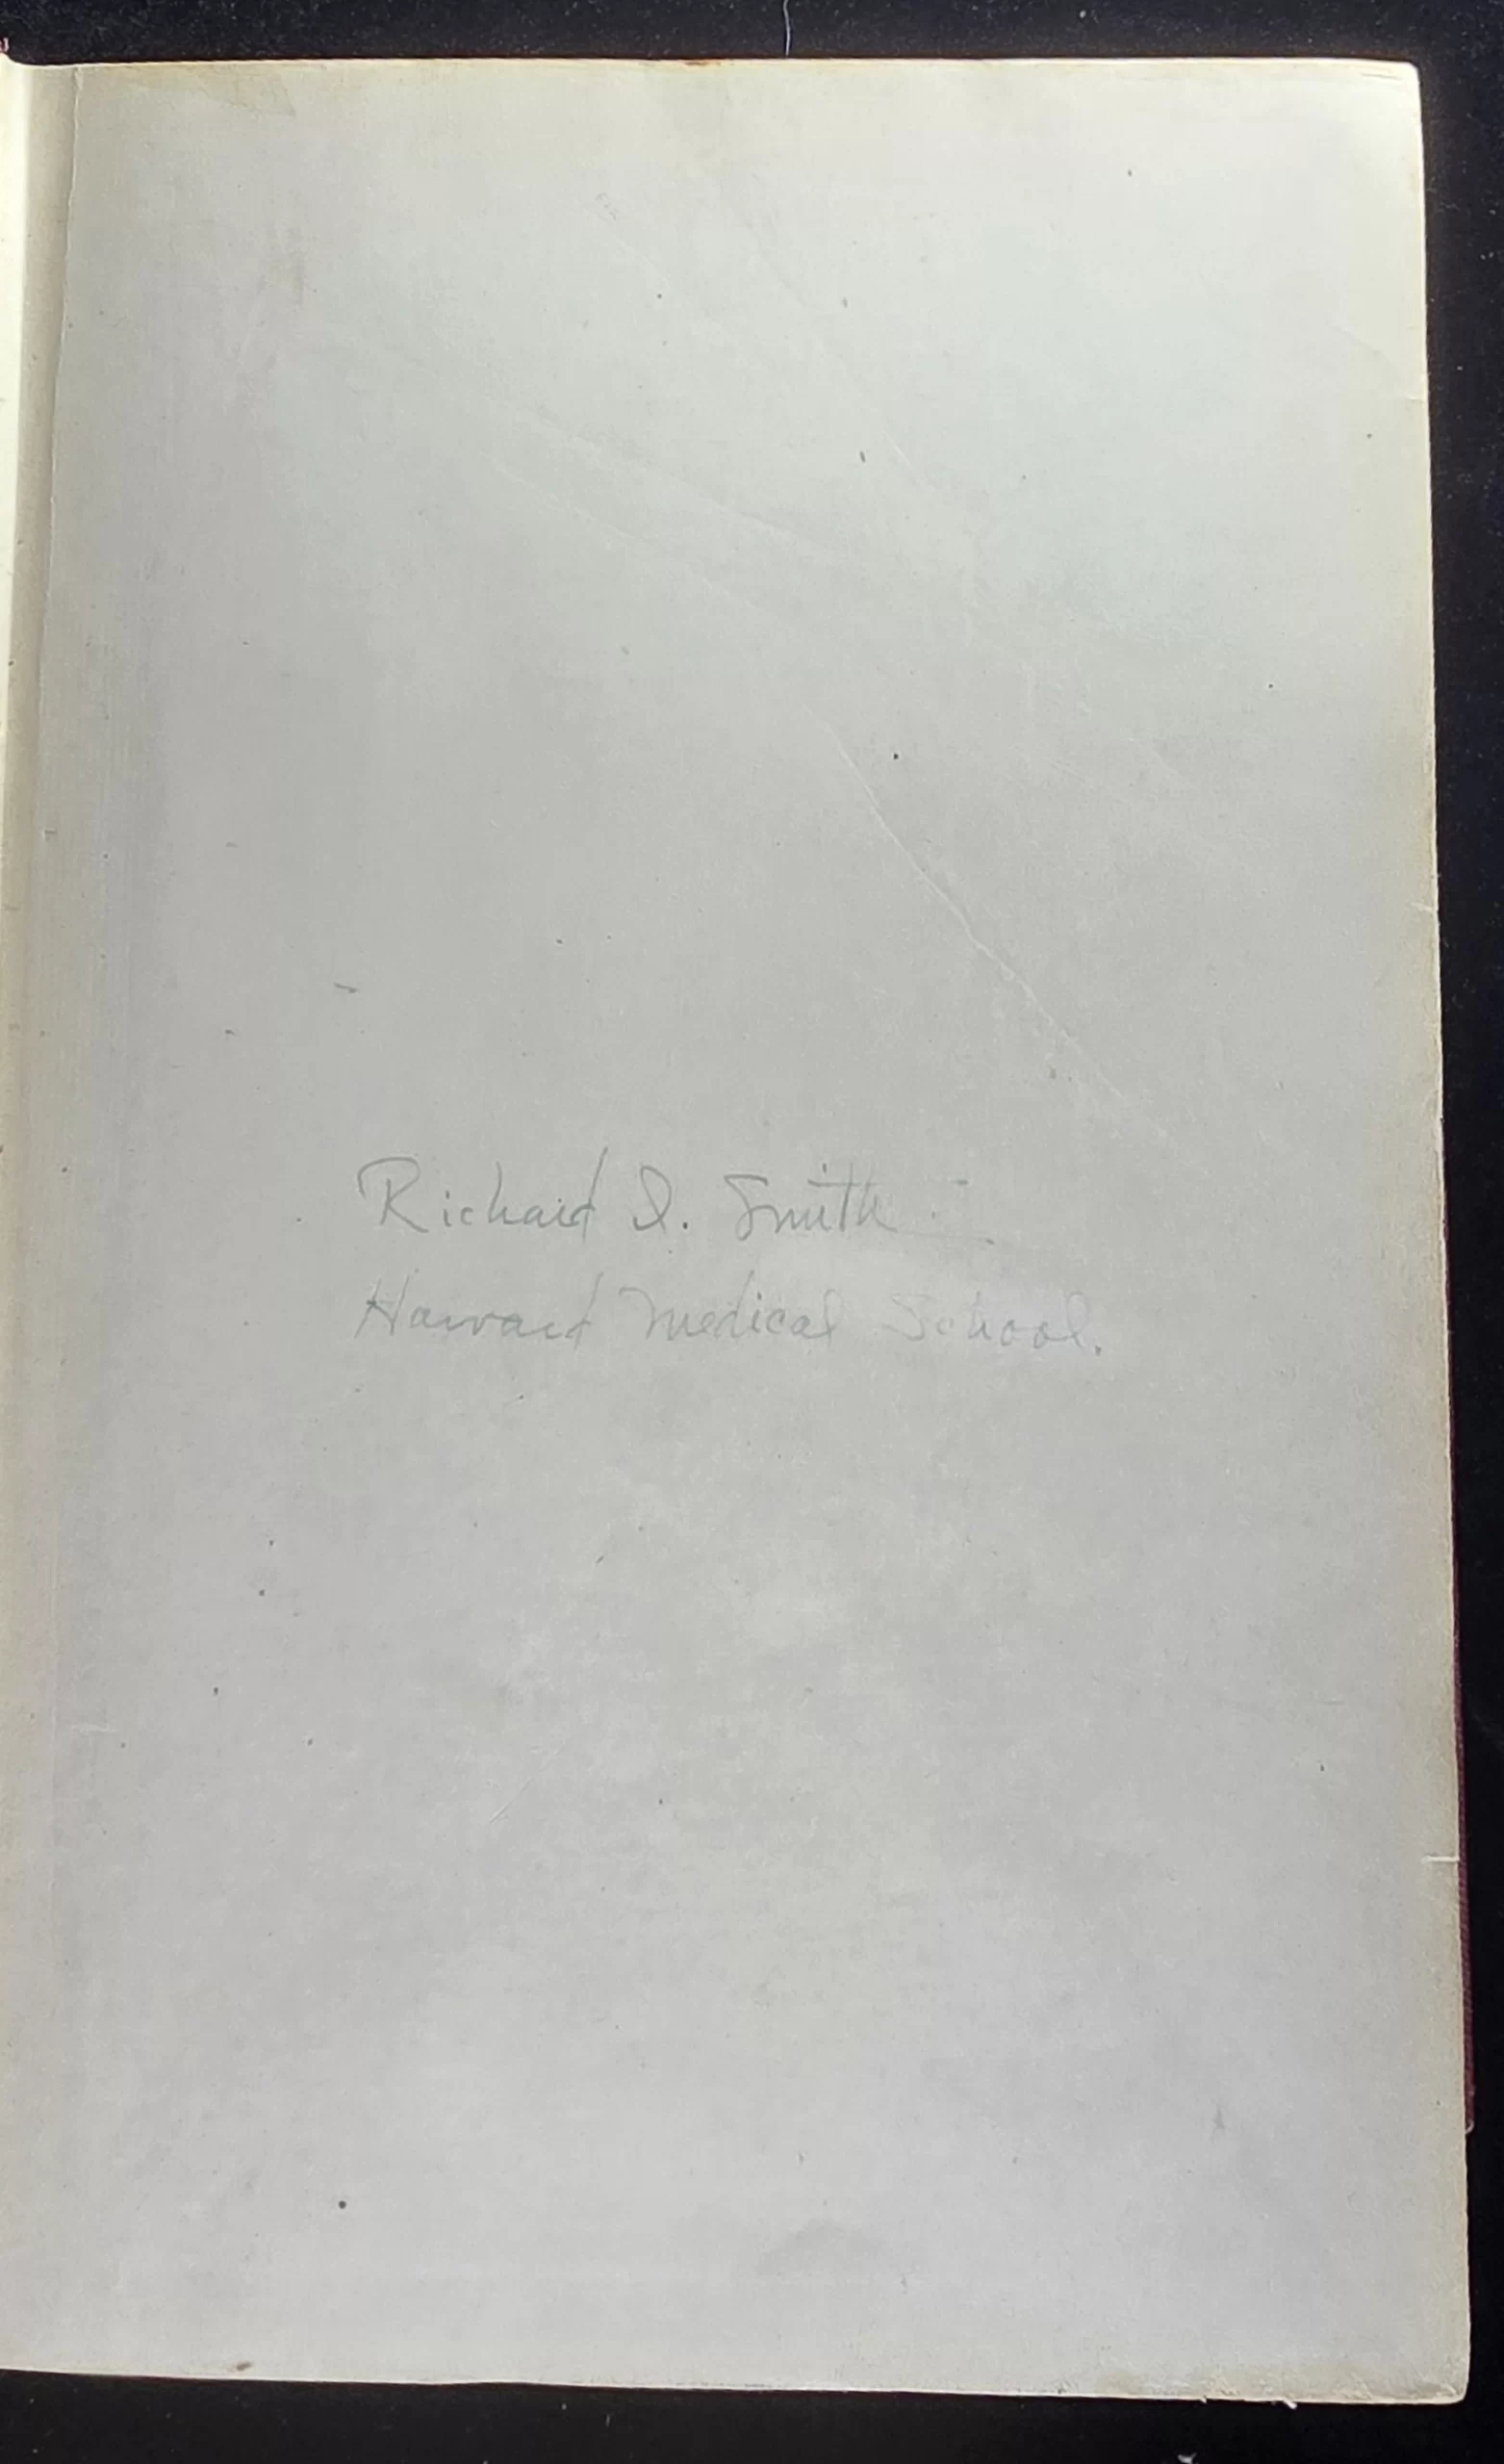 Richard I. Smith
Harvard Medical School.